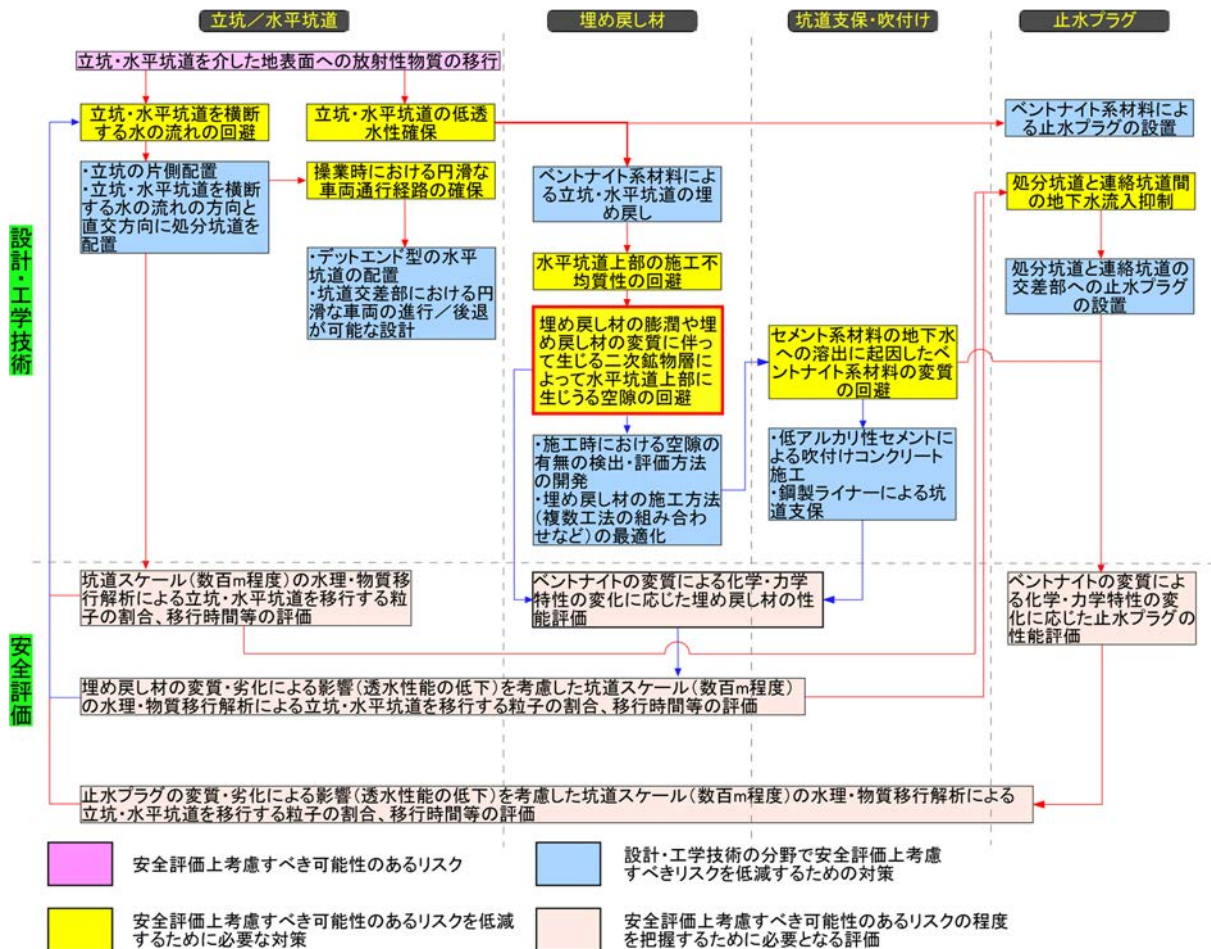 立坑／水平坑道
埋め戻し材
坑道支保・吹付け
止水プラグ
立坑・水平坑道を介した地表面への放射性物質の移行
立坑・水平坑道を横断
する水の流れの回避
立坑・水平坑道の低透
水性確保
ベントナイト系材料によ
る止水プラグの設置
・立坑の片側配置
・立坑・水平坑道を横断
する水の流れの方向と
直交方向に処分坑道を
配置
操業時における円滑な
車両通行経路の確保
ベントナイト系材料に
よる立坑・水平坑道の埋
め戻し
処分坑道と連絡坑道間
の地下水流入抑制
・デットエンド型の水平
坑道の配置
・坑道交差部における円
滑な車両の進行／後退
が可能な設計
水平坑道上部の施工不
均質性の回避
処分坑道と連絡坑道の
交差部への止水プラグ
の設置
埋め戻し材の膨潤や埋
め戻し材の変質に伴っ
て生じる二次鉱物層に
よって水平坑道上部に
生じうる空隙の回避
セメント系材料の地下水
への溶出に起因したベ
ントナイト系材料の変質
の回避
・施工時における空隙の
有無の検出・評価方法
の開発
・埋め戻し材の施工方法
（複数工法の組み合わ
せなど）の最適化
・低アルカリ性セメントに
よる吹付けコンクリート
施工
・鋼製ライナーによる坑
道支保
設計・工学技術
坑道スケール（数百m程度）の水理・物質移
行解析による立坑・水平坑道を移行する粒
子の割合、移行時間等の評価
ベントナイトの変質による化学・力学
特性の変化に応じた埋め戻し材の性
能評価
ベントナイトの変質によ
る化学・力学特性の変
化に応じた止水プラグの
性能評価
安全評価
埋め戻し材の変質・劣化による影響（透水性能の低下）を考慮した坑道スケール（数百m程度）
の水理・物質移行解析による立坑・水平坑道を移行する粒子の割合、移行時間等の評価
止水プラグの変質・劣化による影響（透水性能の低下）を考慮した坑道スケール（数百m程度）の水理・物質移行解析による
立坑・水平坑道を移行する粒子の割合、移行時間等の評価
安全評価上考慮すべき可能性のあるリスク
設計・工学技術の分野で安全評価上考慮
すべきリスクを低減するための対策
安全評価上考慮すべき可能性のあるリスクを低減
するために必要な対策
安全評価上考慮すべき可能性のあるリスクの程度
を把握するために必要となる評価